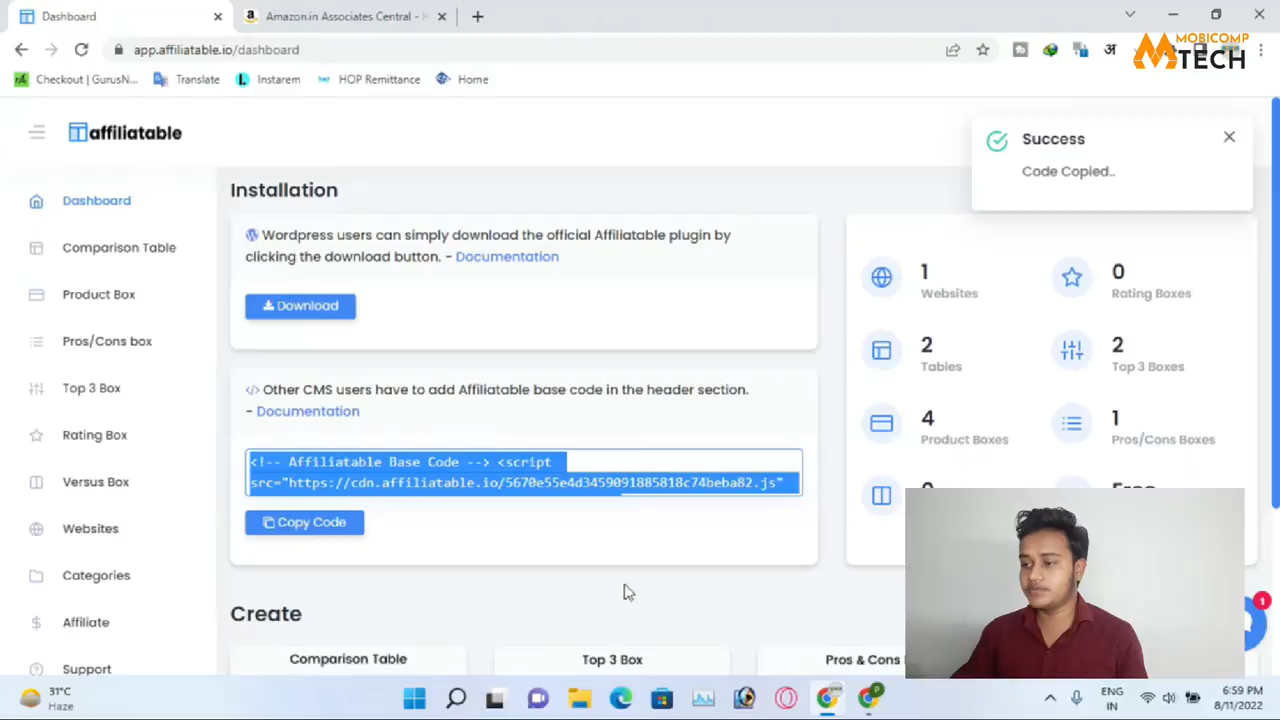 Dashboard
Amazon.in Associates Central -
app.affiliatable.io/dashboard
अ
MOBICOMP
TECH
Checkout | GurusN...
Translate
Instarem
HOP Remittance
Home
affiliatable
Success
Code Copied..
Dashboard
Comparison Table
Product Box
Pros/Cons box
Top 3 Box
Rating Box
Versus Box
Websites
Categories
Affiliate
Support
Installation
Wordpress users can simply download the official Affiliatable plugin by
clicking the download button. - Documentation
Download
</> Other CMS users have to add Affiliatable base code in the header section.
- Documentation
<!-- Affiliatable Base Code --> <script
src="https://cdn.affiliatable.io/5670e55e4d3459091885818c74beba82.js"
Copy Code
1
Websites
0
Rating Boxes
2
Tables
2
Top 3 Boxes
4
Product Boxes
1
Pros/Cons Boxes
Create
Comparison Table
Top 3 Box
Pros & Cons
1
31°C
Haze
ENG
IN
6:59 PM
8/11/2022